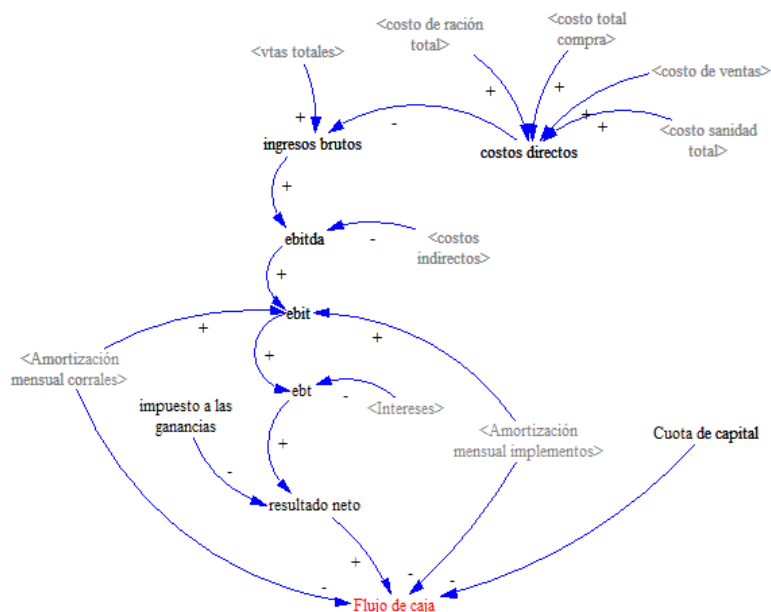 <costo total
compra>
<costo de ración
total>
<vtas totales>
<costo de ventas>
+
+
+
+
+
+
-
<costo sanidad
total>
ingresos brutos
costos directos
+
ebitda
-
<costos
indirectos>
+
ebit
+
+
<Amortización
mensual corrales>
+
ebt
-
<Intereses>
impuesto a las
ganancias
<Amortización
mensual implementos>
Cuota de capital
+
-
resultado neto
+
-
-
-
Flujo de caja